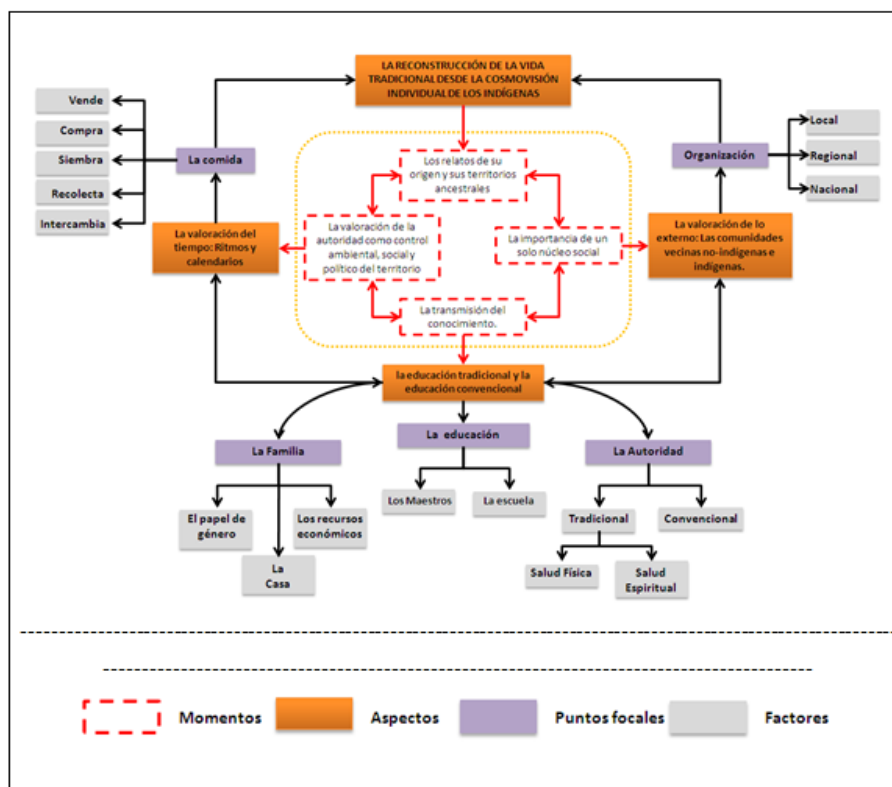 LA RECONSTRUCCIÓN DE LA VIDA
TRADICIONAL DESDE LA COSMOVISIÓN
INDIVIDUAL DE LOS INDÍGENAS
Vende
Compra
Siembra
Recolecta
Intercambia
La comida
Organización
Local
Regional
Nacional
Los relatos de su
origen y sus territorios
ancestrales
La valoración de la
autoridad como control
ambiental, social y
político del territorio
La importancia de un
solo núcleo social
La transmisión del
conocimiento.
La valoración del
tiempo: Ritmos y
calendarios
La valoración de lo
externo: Las comunidades
vecinas no-indígenas e
indígenas.
la educación tradicional y la
educación convencional
La Familia
La educación
La Autoridad
El papel de
género
Los recursos
económicos
La
Casa
Los Maestros
La escuela
Tradicional
Convencional
Salud Física
Salud
Espiritual
Momentos
Aspectos
Puntos focales
Factores